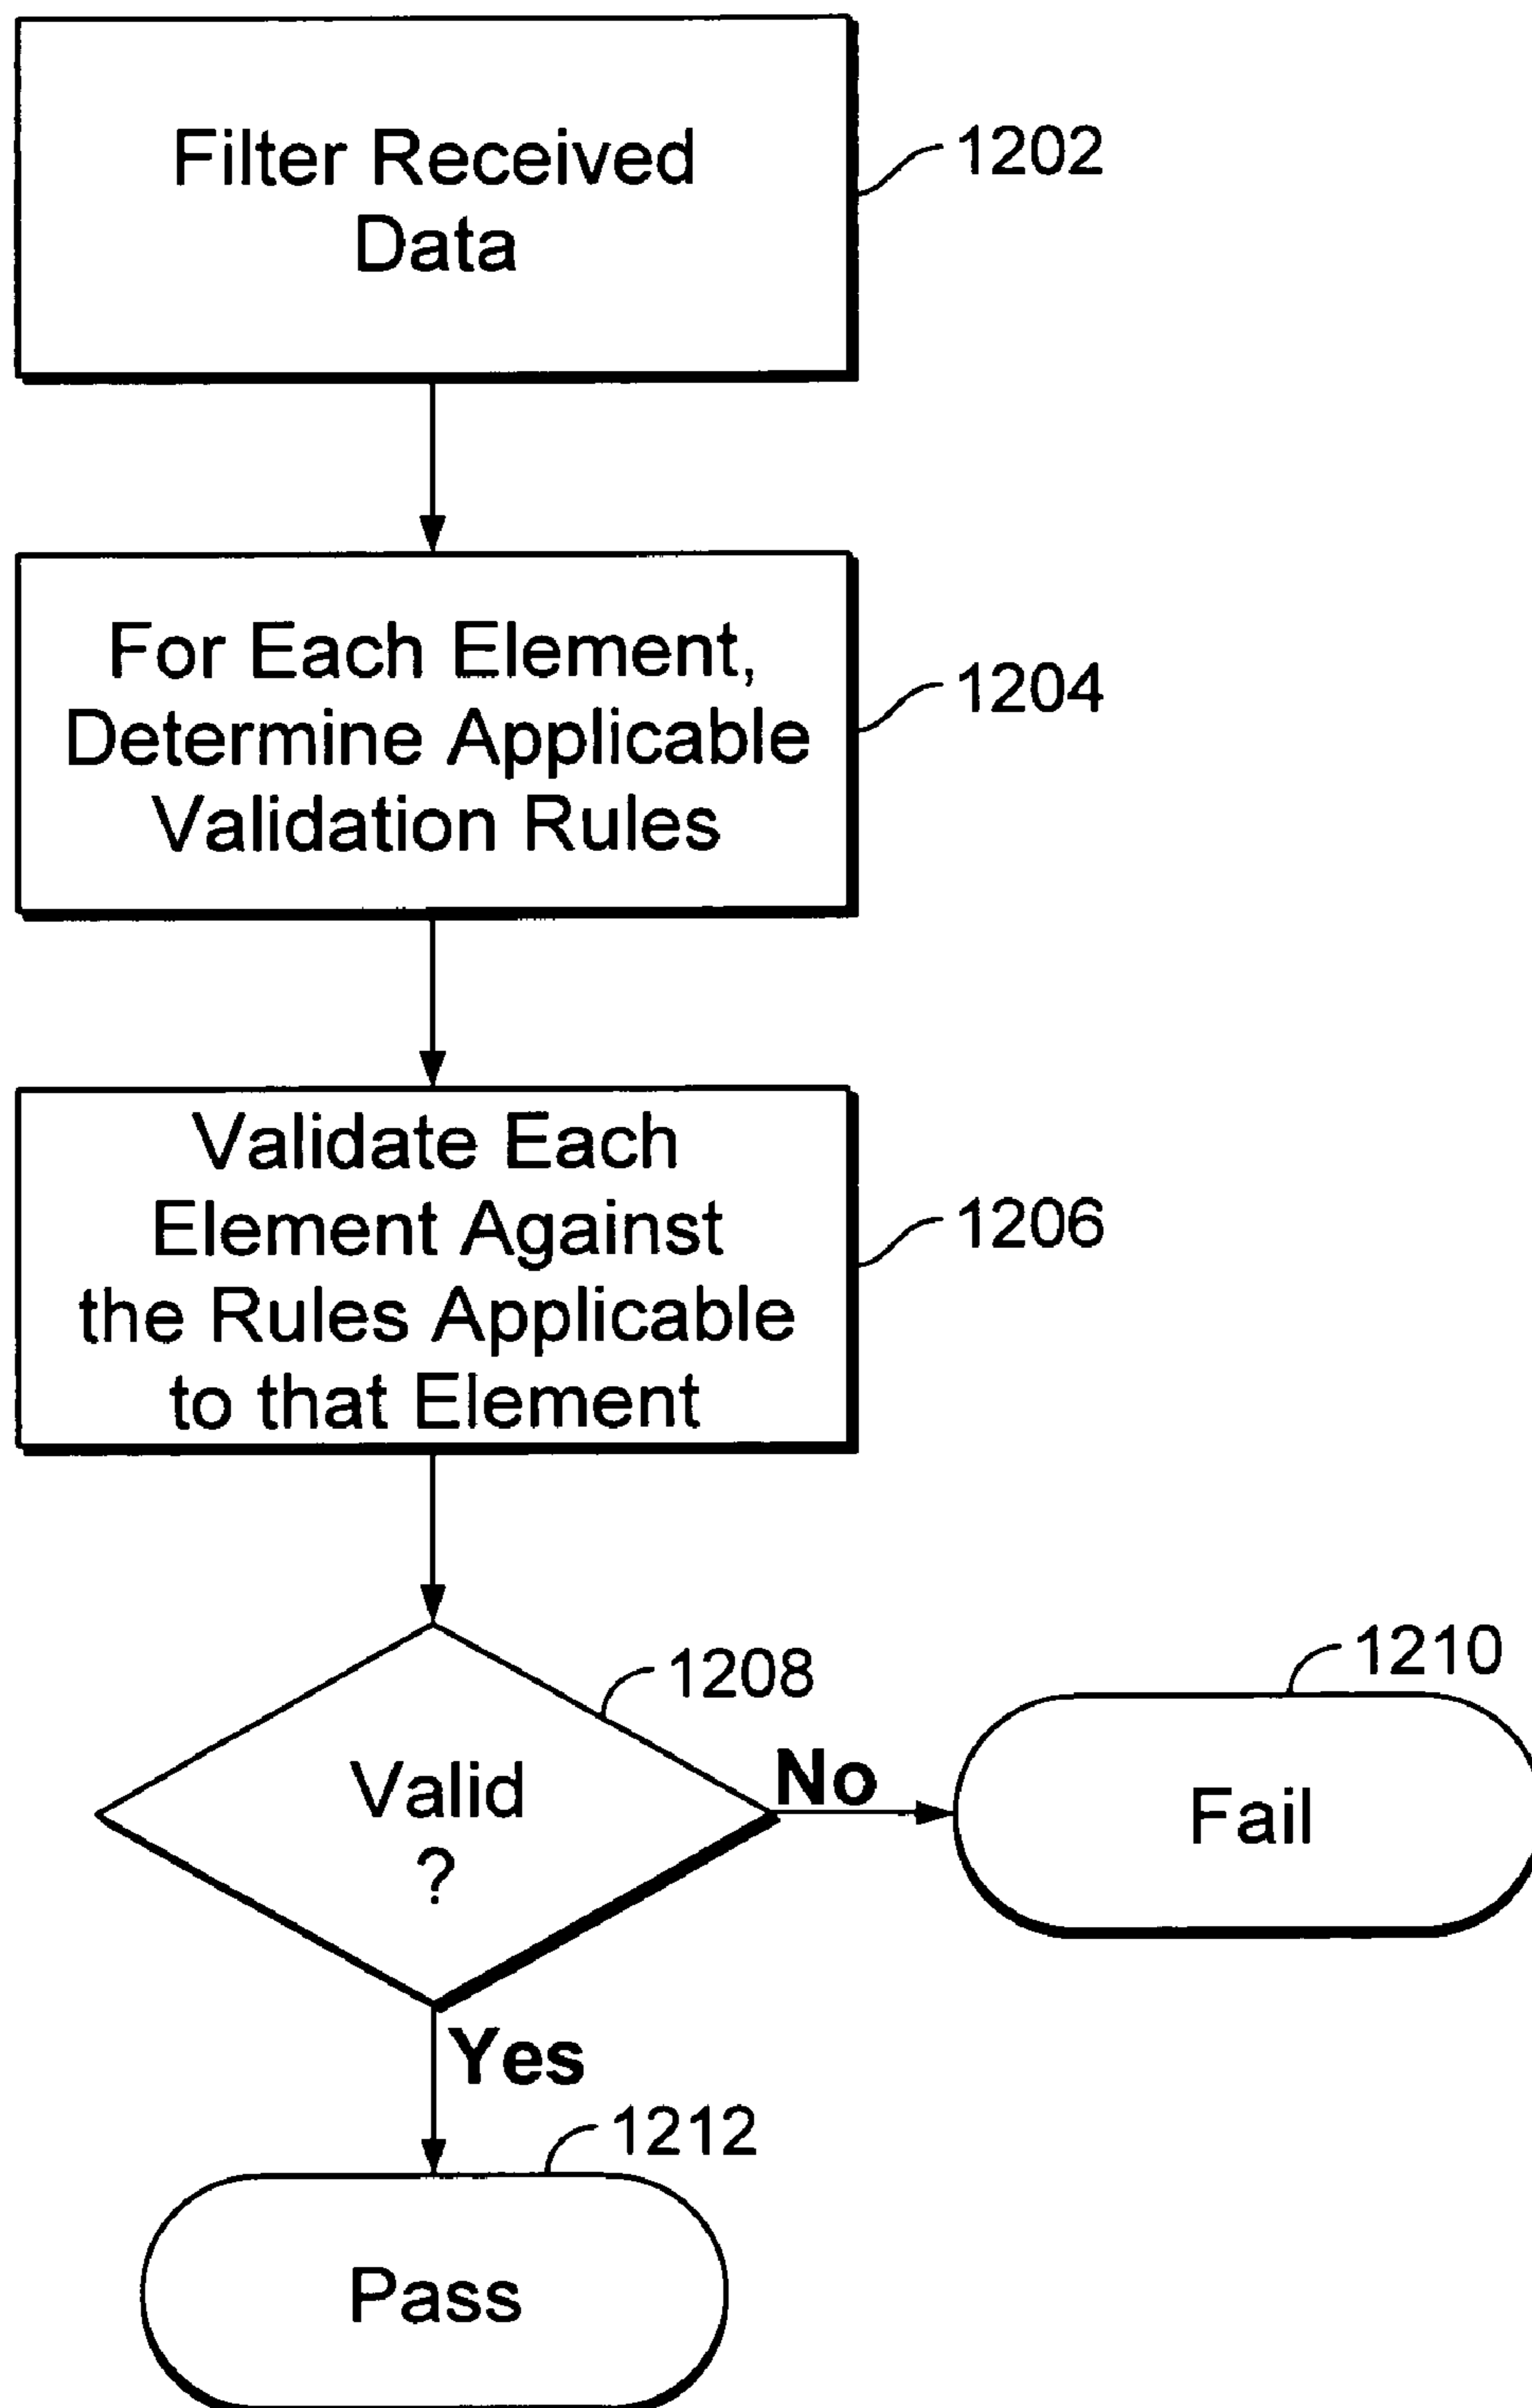 Filter Received
Data
1202
For Each Element,
Determine Applicable
Validation Rules
1204
Validate Each
Element Against
the Rules Applicable
to that Element
1206
1208
Valid
?
No
1210
Fail
Yes
1212
Pass